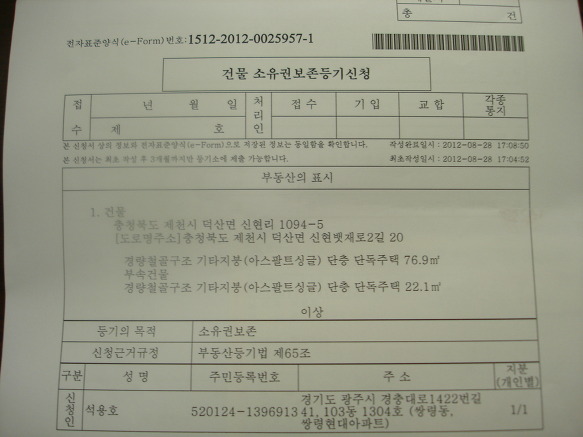 총 건
전자표준양식(e-Form)번호:1512-2012-0025957-1
건물 소유권보존등기신청
접 수 년 월 일 처리인 접수 기입 교합 각종통지
제 호
본 신청서 상의 정보와 전자표준양식(e-Form)으로 저장된 정보는 동일함을 확인합니다. 작성완료일시 : 2012-08-28 17:08:50
본 신청서는 최초 작성 후 3개월까지만 등기소에 제출 가능합니다. 최초작성일시 : 2012-08-28 17:04:52
부동산의 표시
1. 건물
충청북도 제천시 덕산면 신현리 1094-5
[도로명주소]충청북도 제천시 덕산면 신현뱃재로2길 20
경량철골구조 기타지붕(아스팔트싱글) 단층 단독주택 76.9㎡
부속건물
경량철골구조 기타지붕(아스팔트싱글) 단층 단독주택 22.1㎡
이상
등기의 목적 소유권보존
신청근거규정 부동산등기법 제65조
구분 성 명 주민등록번호 주 소 지분(개인별)
신청인 석용호 520124-1396913 경기도 광주시 경충대로1422번길
41, 103동 1304호 (쌍령동,
쌍령현대아파트) 1/1